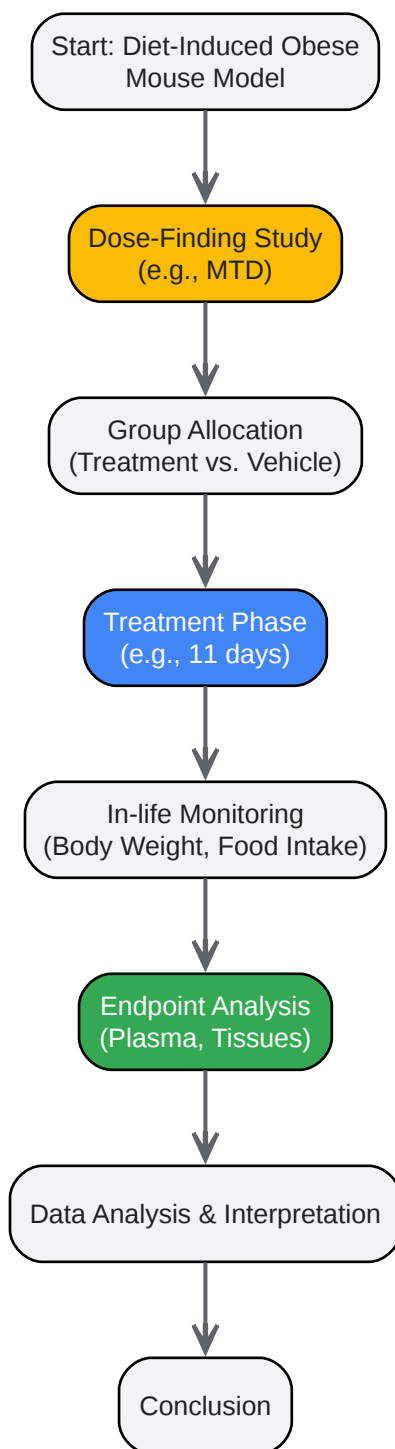 Start: Diet-Induced Obese
Mouse Model
Dose-Finding Study
(e.g., MTD)
Group Allocation
(Treatment vs. Vehicle)
Treatment Phase
(e.g., 11 days)
In-life Monitoring
(Body Weight, Food Intake)
Endpoint Analysis
(Plasma, Tissues)
Data Analysis & Interpretation
Conclusion